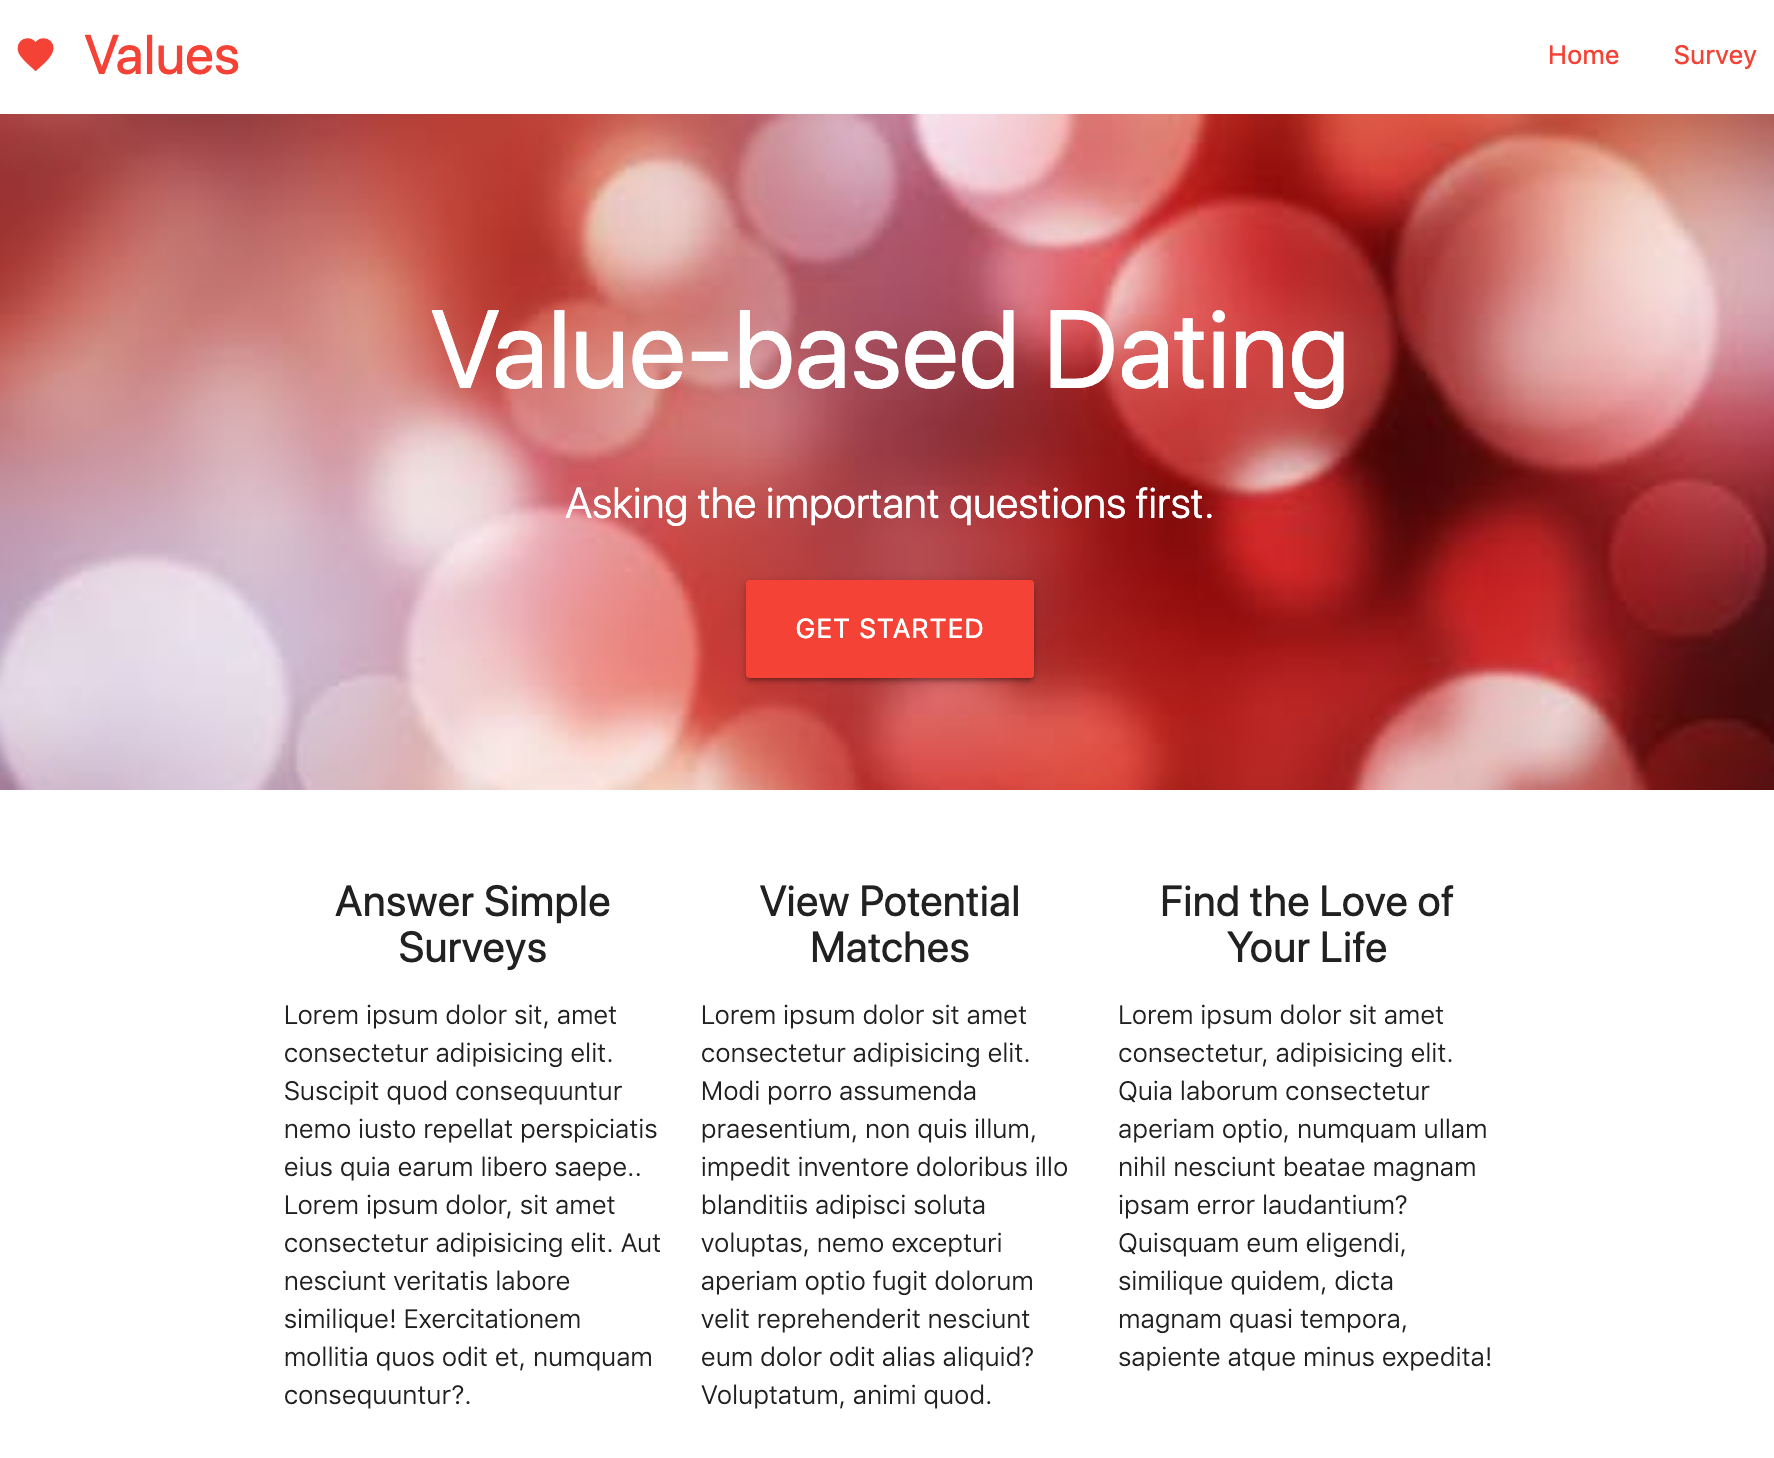 Values
Home
Survey
Value-based Dating
Asking the important questions first.
GET STARTED
Answer Simple
Surveys
Lorem ipsum dolor sit, amet
consectetur adipisicing elit.
Suscipit quod consequuntur
nemo iusto repellat perspiciatis
eius quia earum libero saepe..
Lorem ipsum dolor, sit amet
consectetur adipisicing elit. Aut
nesciunt veritatis labore
similique! Exercitationem
mollitia quos odit et, numquam
consequuntur?.
View Potential
Matches
Lorem ipsum dolor sit amet
consectetur adipisicing elit.
Modi porro assumenda
praesentium, non quis illum,
impedit inventore doloribus illo
blanditiis adipisci soluta
voluptas, nemo excepturi
aperiam optio fugit dolorum
velit reprehenderit nesciunt
eum dolor odit alias aliquid?
Voluptatum, animi quod.
Find the Love of
Your Life
Lorem ipsum dolor sit amet
consectetur, adipisicing elit.
Quia laborum consectetur
aperiam optio, numquam ullam
nihil nesciunt beatae magnam
ipsam error laudantium?
Quisquam eum eligendi,
similique quidem, dicta
magnam quasi tempora,
sapiente atque minus expedita!